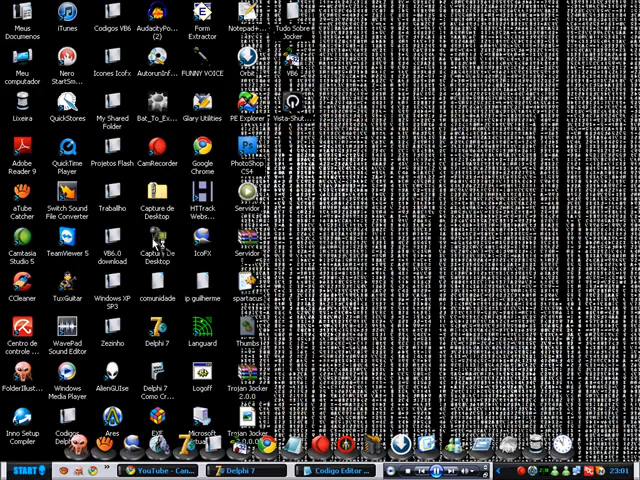 Meus Documenos
iTunes
Codigos VB6
AudacityPo... (2)
Form Extractor
Notepad+...
Tudo Sobre Jocker
Meu computador
Nero StartSm...
Icones Icofx
AutorunInf...
FUNNY VOICE
Orbit
VB6
Lixeira
QuickStores
My Shared Folder
Bat_To_Ex...
Glary Utilities
PE Explorer
Vista-Shut...
Adobe Reader 9
QuickTime Player
Projetos Flash
CamRecorder
Google Chrome
PhotoShop CS4
aTube Catcher
Switch Sound File Converter
Traballho
Capture de Desktop
HTTrack Webs...
Servidor
Camtasia Studio 5
TeamViewer 5
VB6.0 download
Capture De Desktop
IcoFX
Servidor
CCleaner
TuxGuitar
Windows XP SP3
comunidade
ip guilherme
spartacus
Centro de controle ...
WavePad Sound Editor
Zezinho
Delphi 7
Languard
Thumbs
FolderIllust...
Windows Media Player
AlienGUIse
Delphi 7 Como Cr...
Logoff
Trojan Jocker 2.0.0
Inno Setup Compiler
Codigos
Ares
EXE
Microsoft
Trojan Jocker
START
YouTube - Can...
Delphi 7
Codigo Editor ...
23:01